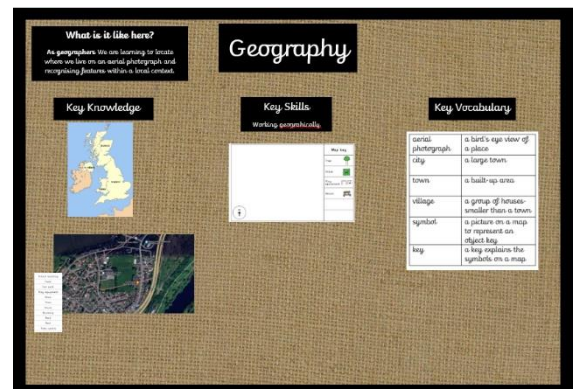 What is it like here?
As geographers We are learning to locate
where we live on an aerial photograph and
recognising features within a local context.
Geography
Key Knowledge
Key Skills
Working geographically
Key Vocabulary
aerial photograph a bird's eye view of a place
city a large town
town a built-up area
village a group of houses- smaller than a town
symbol a picture on a map to represent an object key
key a key explains the symbols on a map